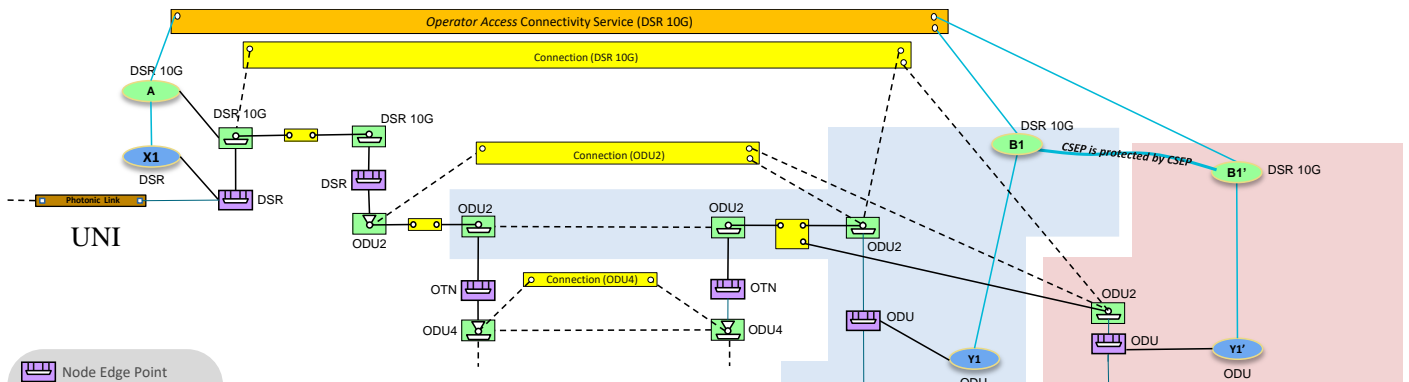 Operator Access Connectivity Service (DSR 10G)
Connection (DSR 10G)
DSR 10G
A
DSR 10G
DSR 10G
DSR 10G
B1
CSEP is protected by CSEP
B1'
DSR 10G
X1
DSR
Connection (ODU2)
DSR
DSR
Photonic Link
UNI
ODU2
ODU2
ODU2
ODU2
OTN
Connection (ODU4)
OTN
ODU2
ODU4
ODU4
ODU
ODU
Y1
Y1'
ODU
ODU
Node Edge Point